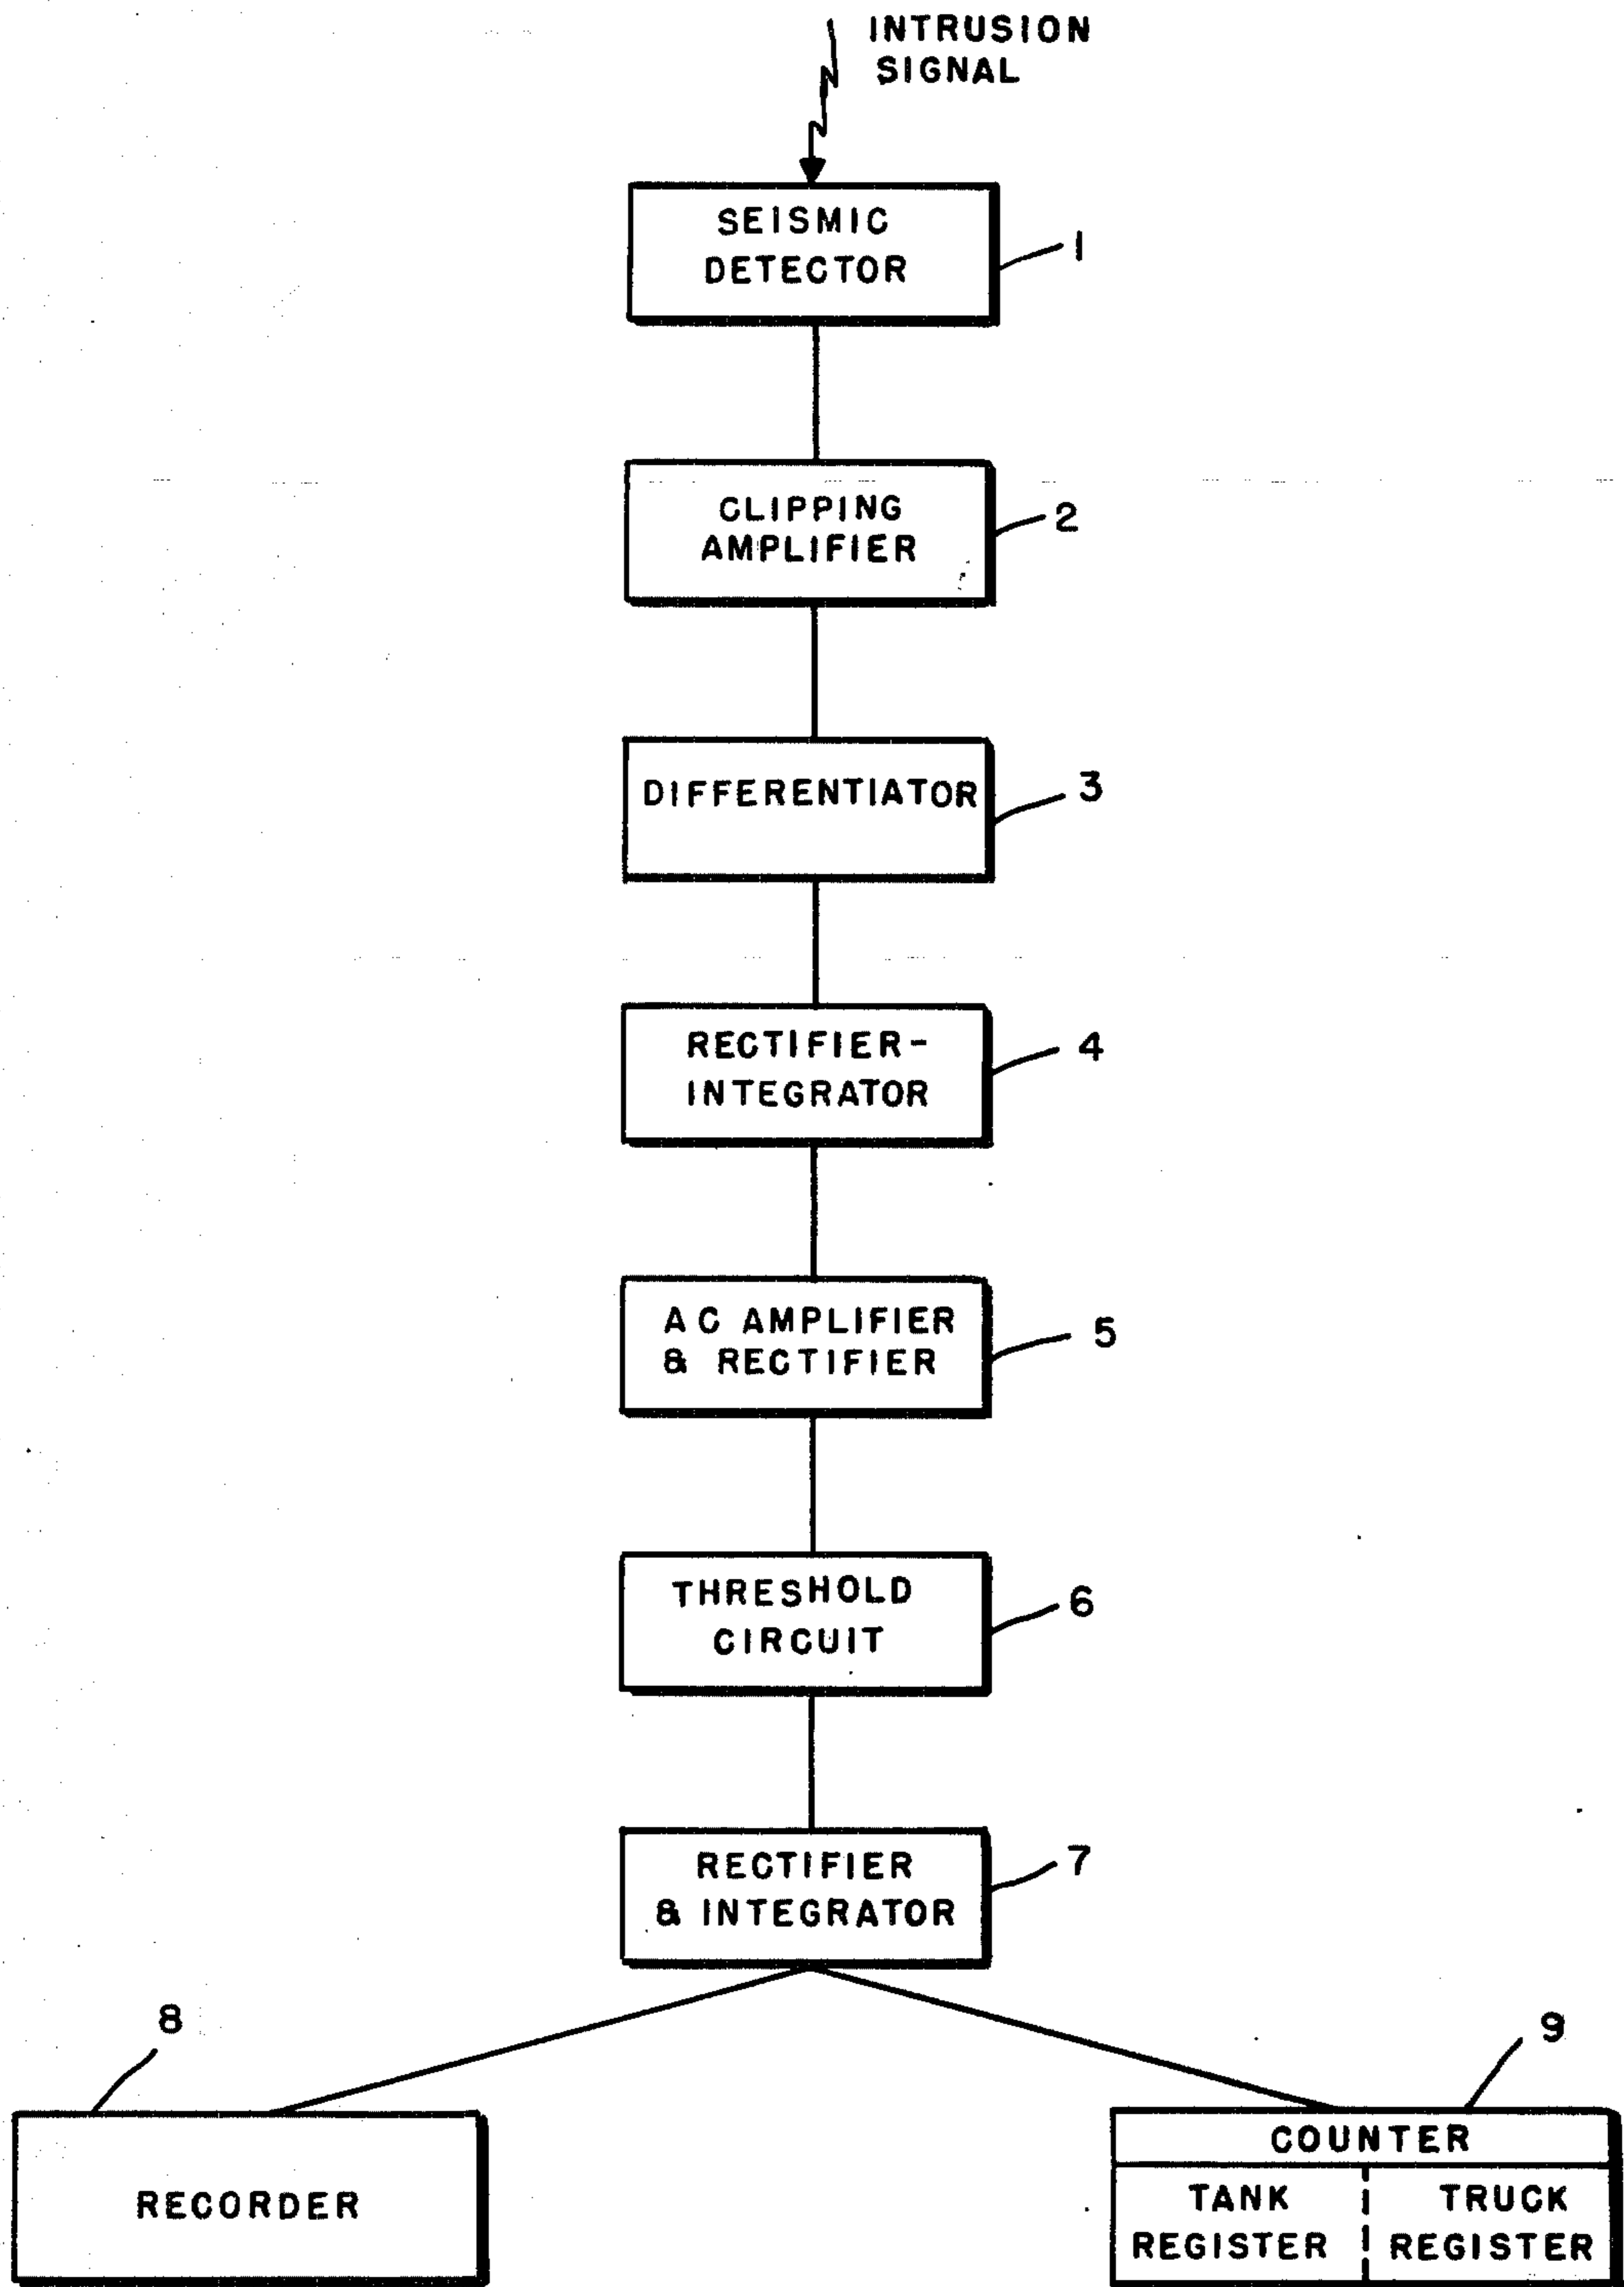 INTRUSION
SIGNAL
SEISMIC
DETECTOR
1
CLIPPING
AMPLIFIER
2
DIFFERENTIATOR
3
RECTIFIER-
INTEGRATOR
4
AC AMPLIFIER
& RECTIFIER
5
THRESHOLD
CIRCUIT
6
RECTIFIER
& INTEGRATOR
7
8
RECORDER
9
COUNTER
TANK
REGISTER
TRUCK
REGISTER